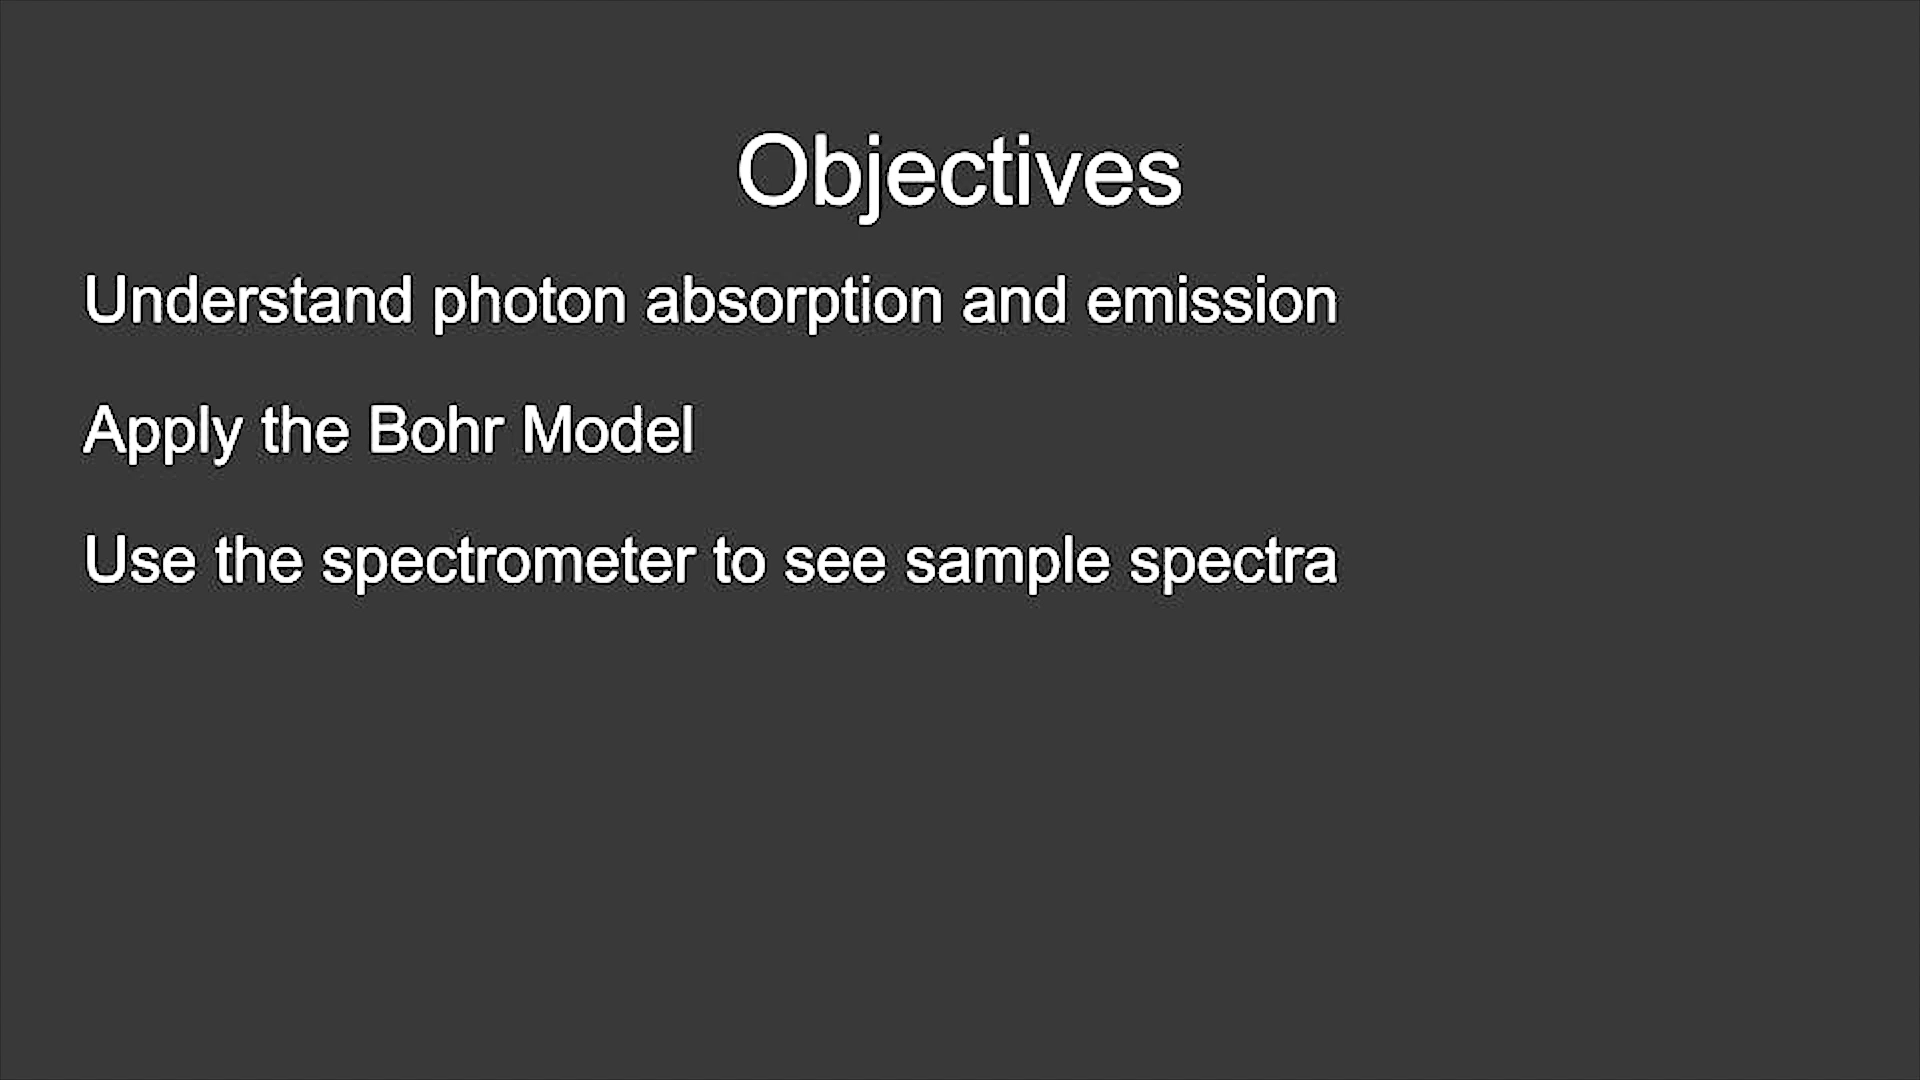 Objectives
Understand photon absorption and emission
Apply the Bohr Model
Use the spectrometer to see sample spectra